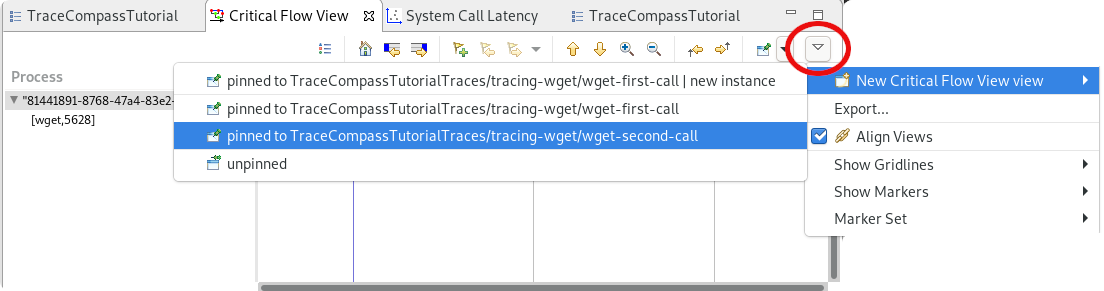 TraceCompassTutorial
Critical Flow View
System Call Latency
TraceCompassTutorial
Process
"81441891-8768-47a4-83e2-
[wget,5628]
pinned to TraceCompassTutorialTraces/tracing-wget/wget-first-call | new instance
pinned to TraceCompassTutorialTraces/tracing-wget/wget-first-call
pinned to TraceCompassTutorialTraces/tracing-wget/wget-second-call
unpinned
New Critical Flow View view
Export...
Align Views
Show Gridlines
Show Markers
Marker Set